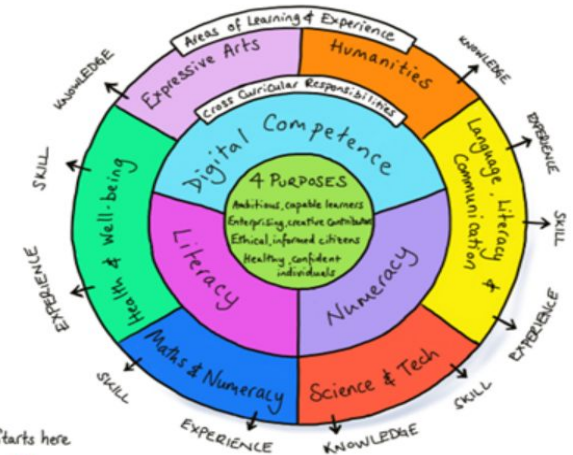 Areas of Learning & Experience
Expressive Arts
Humanities
KNOWLEDGE
KNOWLEDGE
Cross Curricular Responsibilities
Digital Competence
Language, Literacy &
Communication
EXPERIENCE
SKILL
EXPERIENCE
SKILL
Health & Well-being
EXPERIENCE
4 PURPOSES
Ambitious, capable learners
Enterprising, creative contributors
Ethical, informed citizens
Healthy, confident
individuals
Literacy
Numeracy
Maths & Numeracy
Science & Tech
SKILL
EXPERIENCE
KNOWLEDGE
SKILL
tarts here